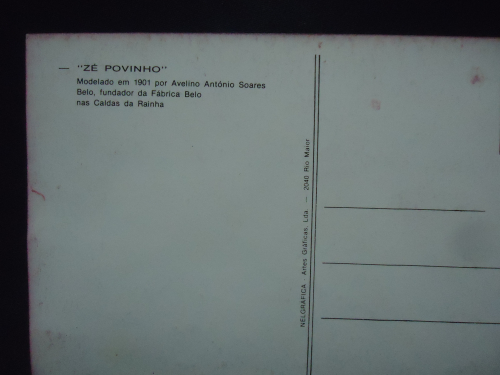 — "ZÉ POVINHO"
Modelado em 1901 por Avelino António Soares
Belo, fundador da Fábrica Belo
nas Caldas da Rainha
NELGRÁFICA - Artes Gráficas, Lda. — 2040 Rio Maior